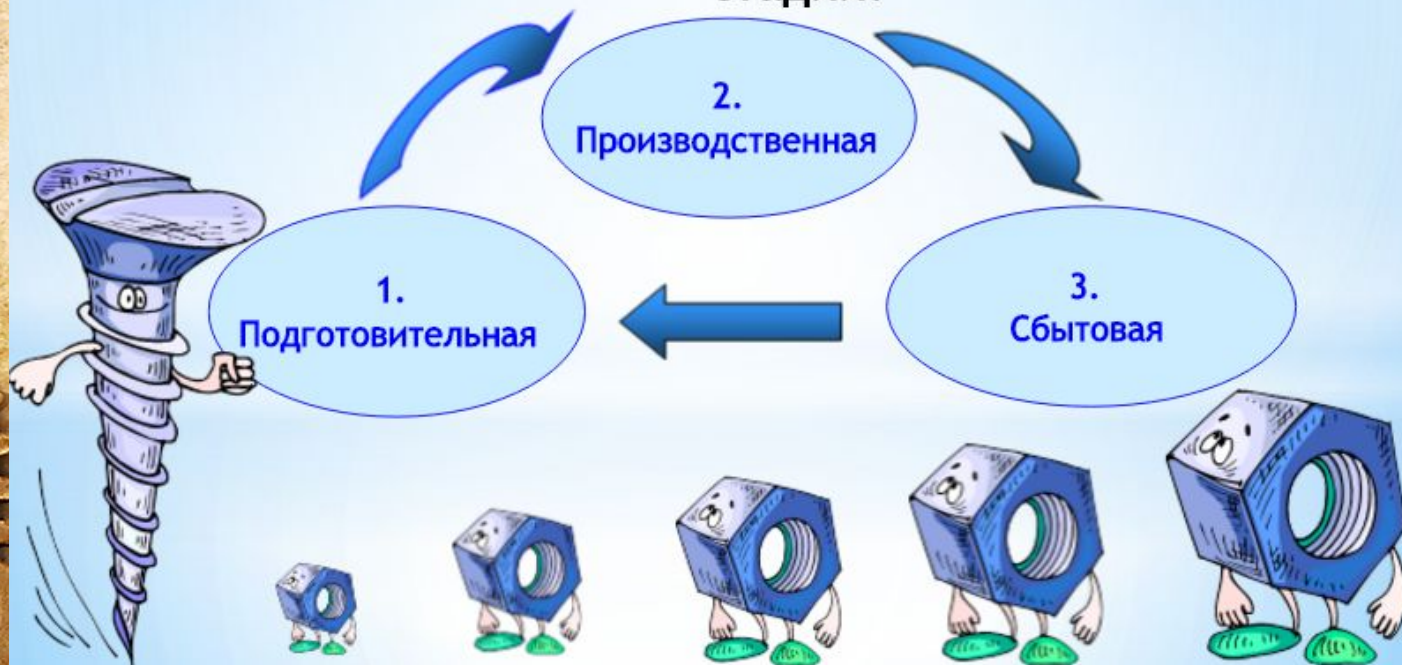 2.
Производственная
1.
Подготовительная
3.
Сбытовая